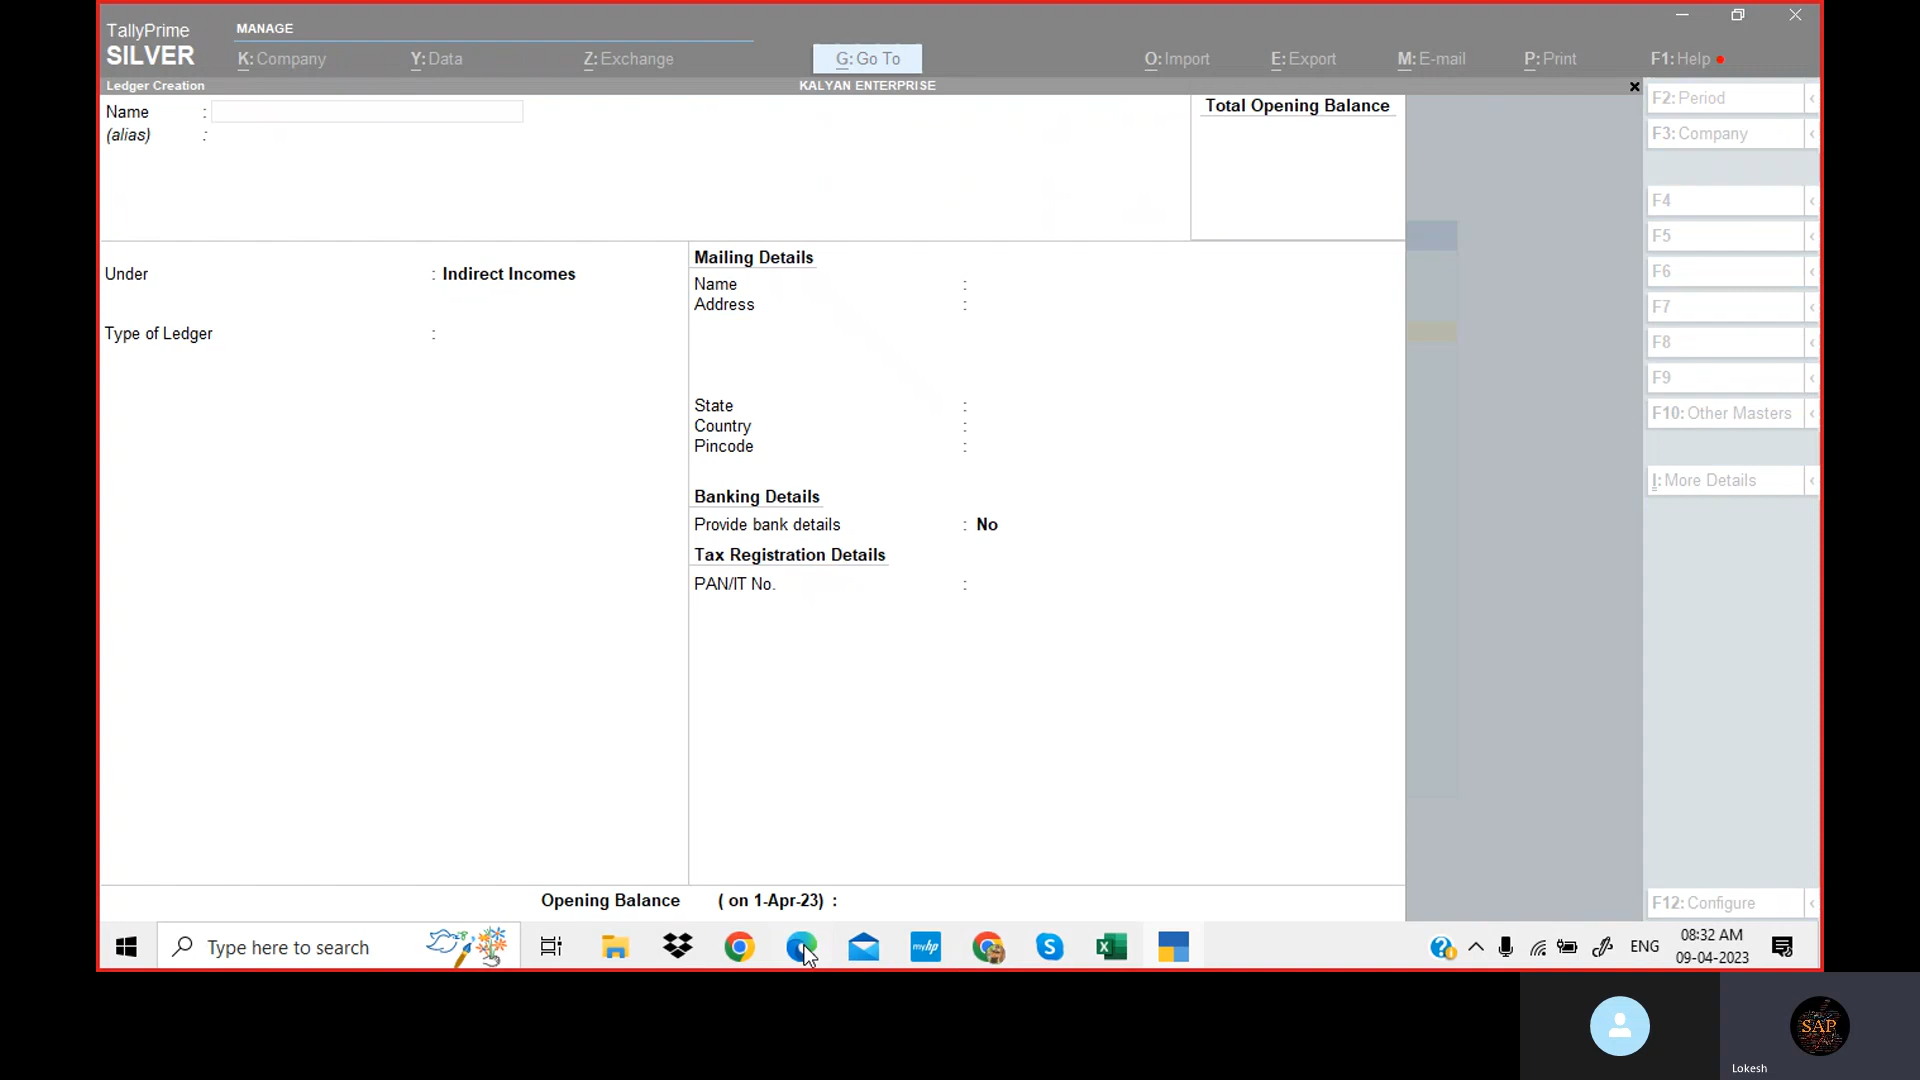 TallyPrime
SILVER
MANAGE
K: Company
Y: Data
Z: Exchange
G: Go To
O: Import
E: Export
M: E-mail
P: Print
F1: Help
Ledger Creation
KALYAN ENTERPRISE
Name :
(alias) :
Total Opening Balance
Under : Indirect Incomes
Type of Ledger :
Mailing Details
Name :
Address :
State :
Country :
Pincode :
Banking Details
Provide bank details : No
Tax Registration Details
PAN/IT No. :
Opening Balance ( on 1-Apr-23) :
F2: Period
F3: Company
F4
F5
F6
F7
F8
F9
F10: Other Masters
I: More Details
F12: Configure
Type here to search
myhp
S
ENG
08:32 AM
09-04-2023
SAP
Lokesh